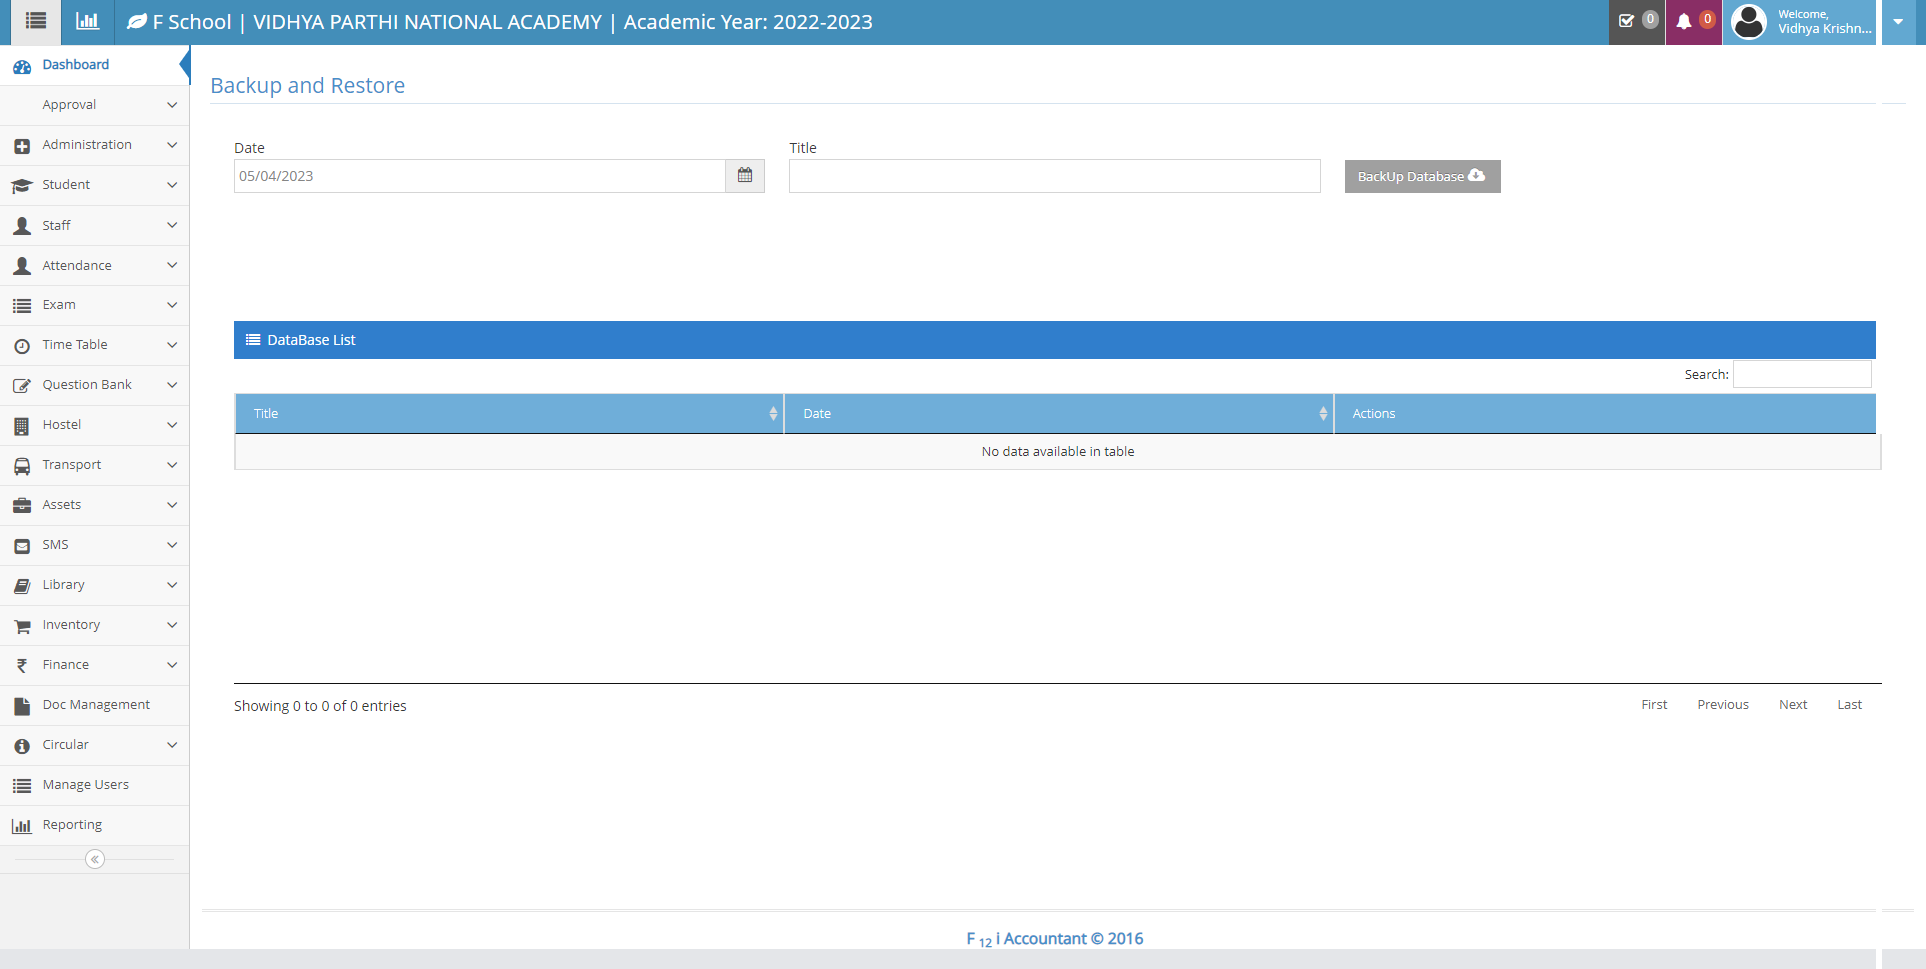 F School | VIDHYA PARTHI NATIONAL ACADEMY | Academic Year: 2022-2023
0
0
Welcome,
Vidhya Krishn...
Dashboard
Approval
Administration
Student
Staff
Attendance
Exam
Time Table
Question Bank
Hostel
Transport
Assets
SMS
Library
Inventory
Finance
Doc Management
Circular
Manage Users
Reporting
Backup and Restore
Date
Title
05/04/2023
BackUp Database
DataBase List
Search:
Title Date Actions
No data available in table
Showing 0 to 0 of 0 entries
First Previous Next Last
F 12 i Accountant © 2016